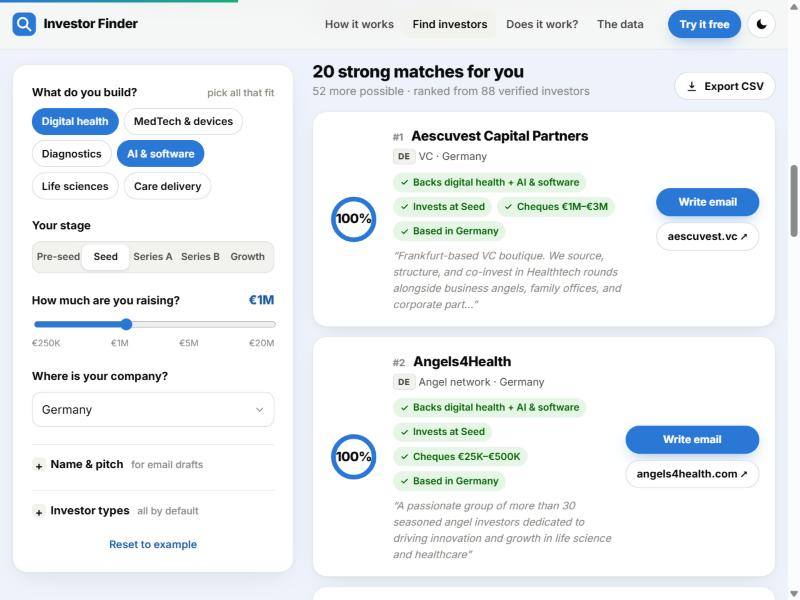 Investor Finder
How it works
Find investors
Does it work?
The data
Try it free
What do you build?
pick all that fit
Digital health
MedTech & devices
Diagnostics
AI & software
Life sciences
Care delivery
Your stage
Pre-seed
Seed
Series A
Series B
Growth
How much are you raising?
€1M
€250K
€1M
€5M
€20M
Where is your company?
Germany
+ Name & pitch for email drafts
+ Investor types all by default
Reset to example
20 strong matches for you
52 more possible · ranked from 88 verified investors
Export CSV
#1 Aescuvest Capital Partners
DE VC · Germany
✓ Backs digital health + AI & software
✓ Invests at Seed
✓ Cheques €1M–€3M
✓ Based in Germany
100%
"Frankfurt-based VC boutique. We source,
structure, and co-invest in Healthtech rounds
alongside business angels, family offices, and
corporate part..."
Write email
aescuvest.vc ↗
#2 Angels4Health
DE Angel network · Germany
✓ Backs digital health + AI & software
✓ Invests at Seed
✓ Cheques €25K–€500K
✓ Based in Germany
100%
"A passionate group of more than 30
seasoned angel investors dedicated to
driving innovation and growth in life science
and healthcare"
Write email
angels4health.com ↗